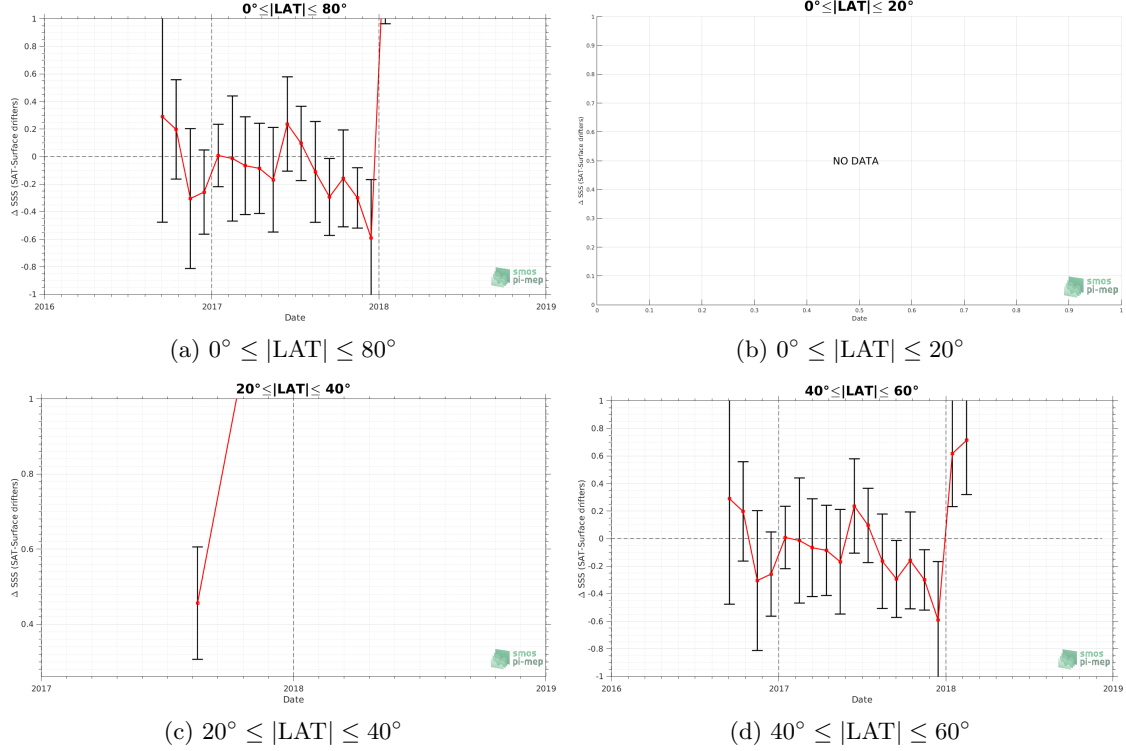 0°≤|LAT|≤ 80°
1
0.8
0.6
0.4
0.2
0
-0.2
-0.4
-0.6
-0.8
-1
Δ SSS (SAT-Surface drifters)
2016
2017
2018
2019
Date
smos
pi-mep
(a) 0° ≤ |LAT| ≤ 80°
0°≤|LAT|≤ 20°
1
0.9
0.8
0.7
0.6
0.5
0.4
0.3
0.2
0.1
0
Δ SSS (SAT-Surface drifters)
NO DATA
0
0.1
0.2
0.3
0.4
0.5
0.6
0.7
0.8
0.9
1
Date
smos
pi-mep
(b) 0° ≤ |LAT| ≤ 20°
20°≤|LAT|≤ 40°
1
0.8
0.6
0.4
Δ SSS (SAT-Surface drifters)
2017
2018
2019
Date
smos
pi-mep
(c) 20° ≤ |LAT| ≤ 40°
40°≤|LAT|≤ 60°
1
0.8
0.6
0.4
0.2
0
-0.2
-0.4
-0.6
-0.8
-1
Δ SSS (SAT-Surface drifters)
2016
2017
2018
2019
Date
smos
pi-mep
(d) 40° ≤ |LAT| ≤ 60°